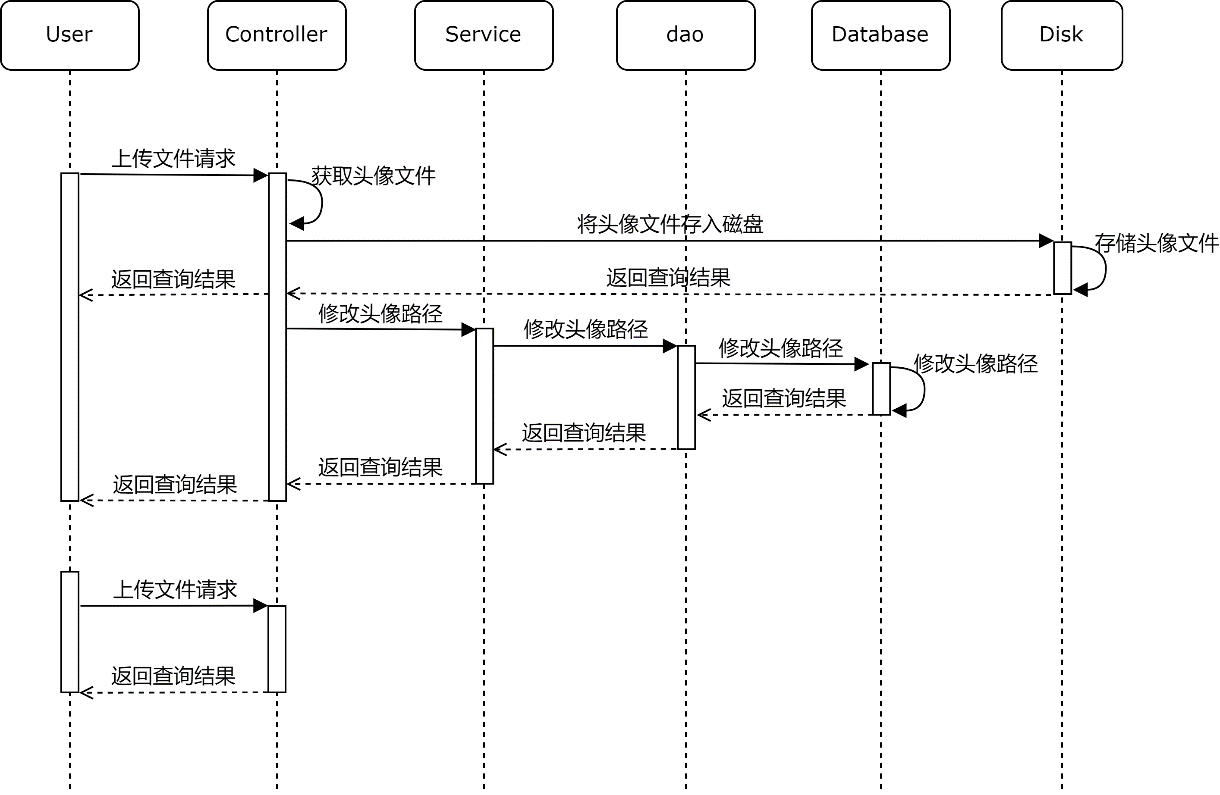 User
Controller
Service
dao
Database
Disk
上传文件请求
获取头像文件
将头像文件存入磁盘
存储头像文件
返回查询结果
返回查询结果
修改头像路径
修改头像路径
修改头像路径
修改头像路径
返回查询结果
返回查询结果
返回查询结果
返回查询结果
上传文件请求
返回查询结果